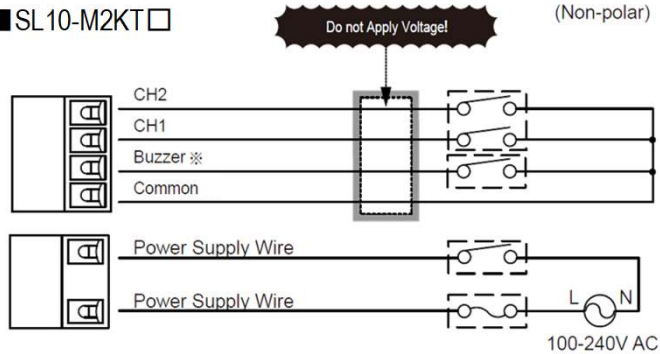 ■SL10-M2KT□
Do not Apply Voltage!
(Non-polar)
CH2
CH1
Buzzer ※
Common
Power Supply Wire
Power Supply Wire
L N
100-240V AC